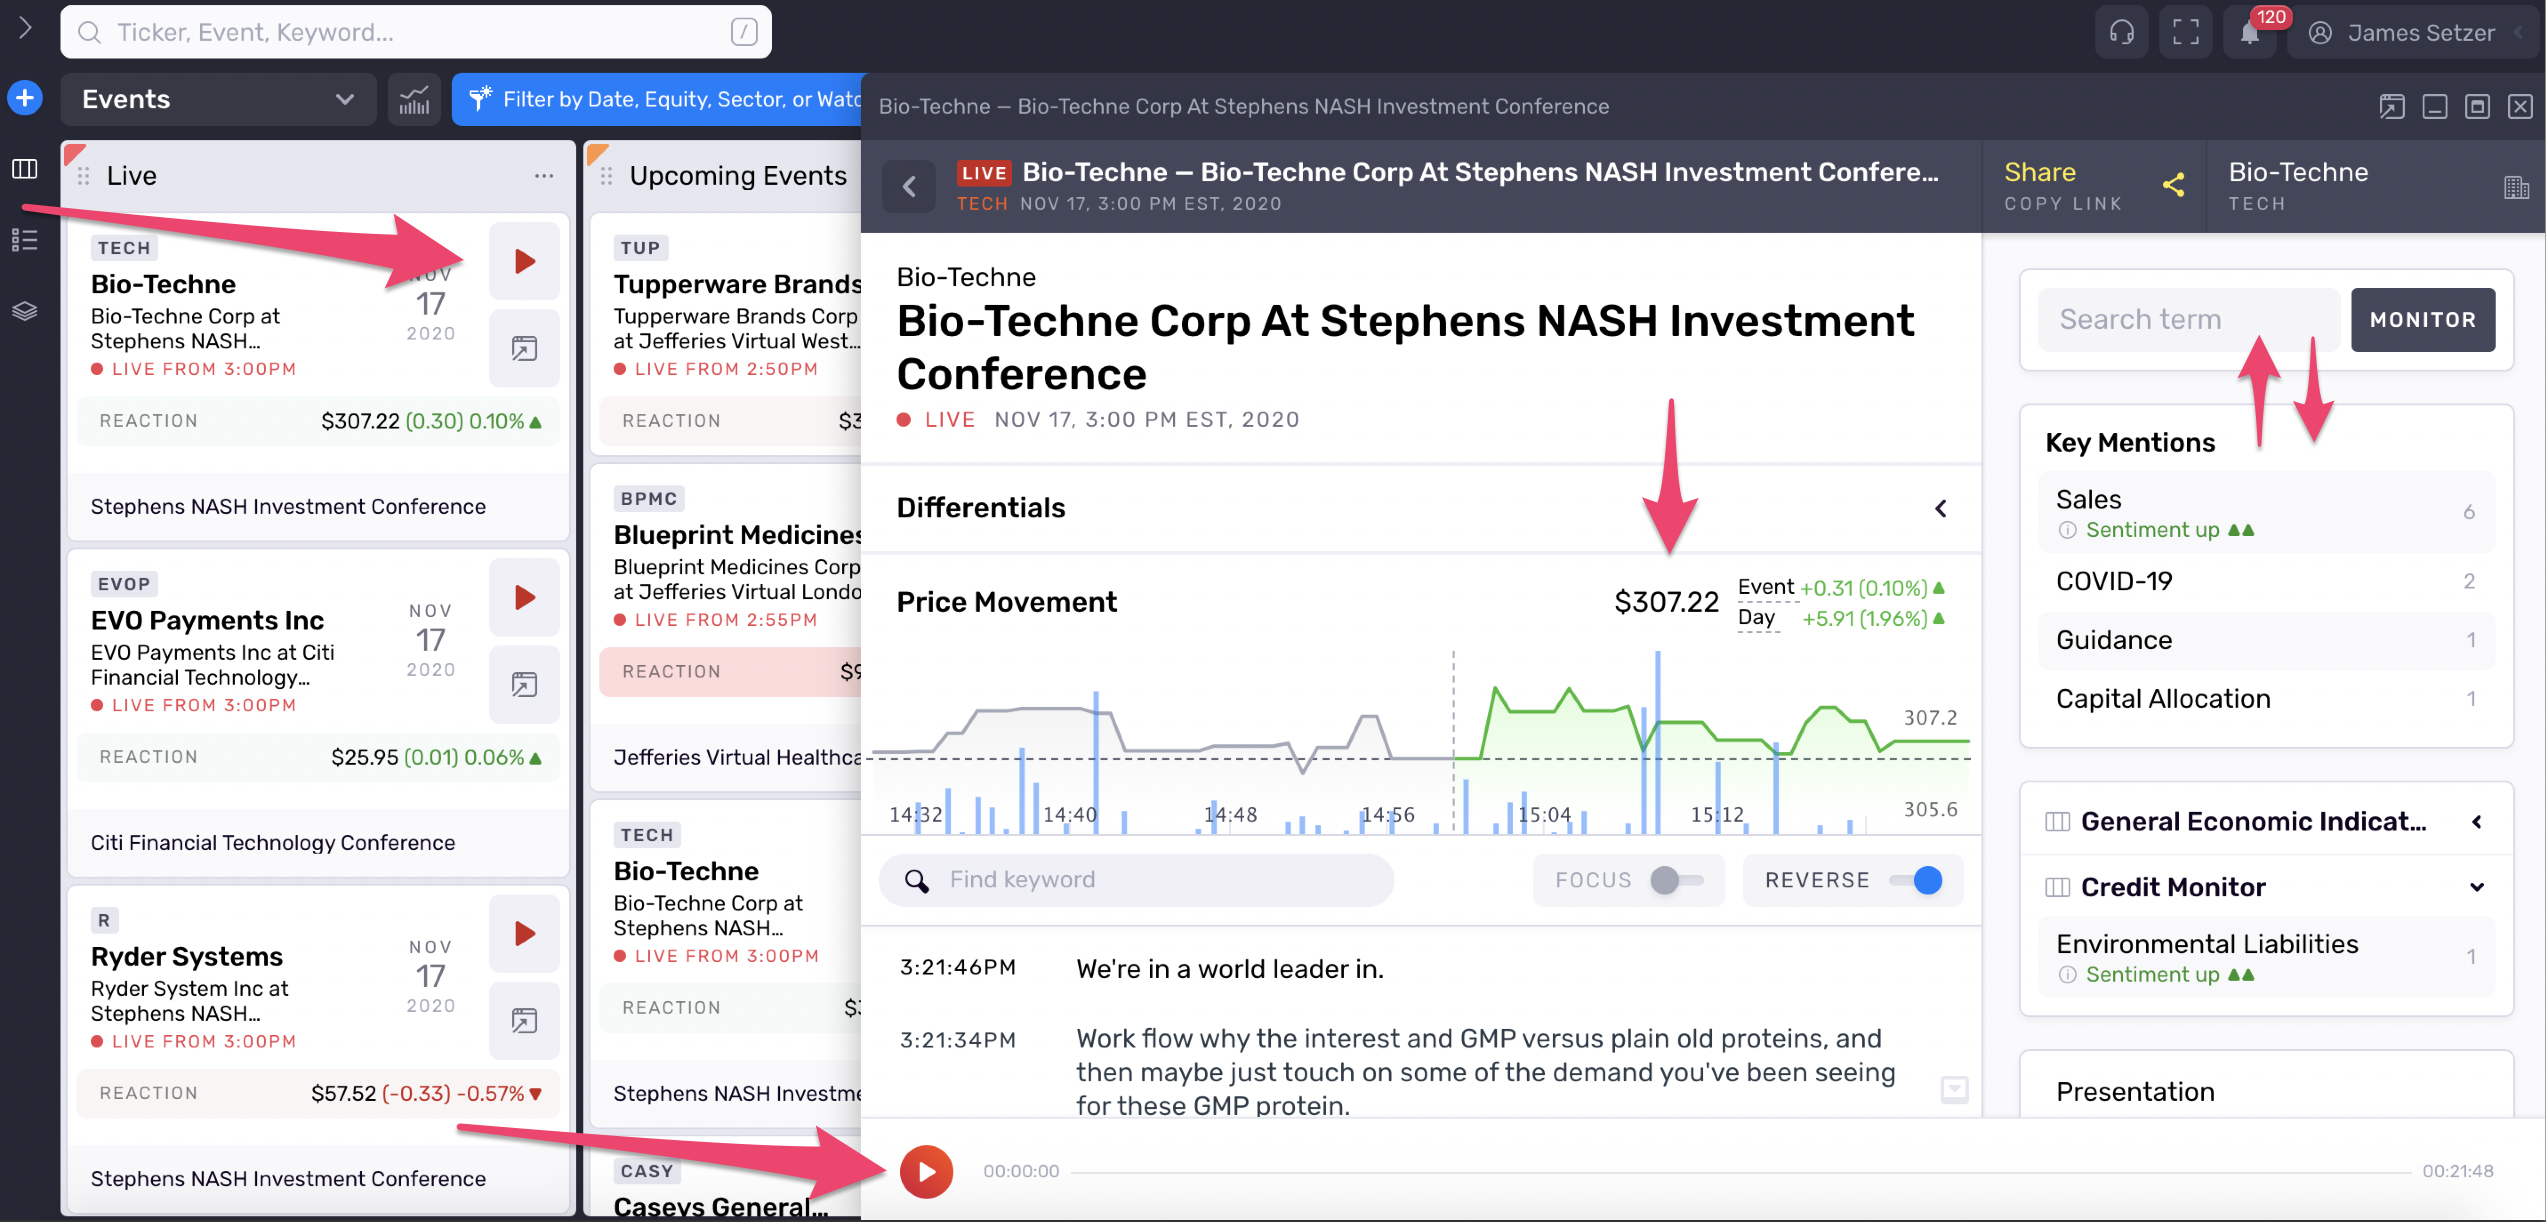 Ticker, Event, Keyword...
/
120
James Setzer
Events
Filter by Date, Equity, Sector, or Watc
Live
...
TECH
Bio-Techne
Bio-Techne Corp at
Stephens NASH...
LIVE FROM 3:00PM
NOV
17
2020
REACTION
$307.22 (0.30) 0.10%
Stephens NASH Investment Conference
EVOP
EVO Payments Inc
EVO Payments Inc at Citi
Financial Technology...
LIVE FROM 3:00PM
NOV
17
2020
REACTION
$25.95 (0.01) 0.06%
Citi Financial Technology Conference
R
Ryder Systems
Ryder System Inc at
Stephens NASH...
LIVE FROM 3:00PM
NOV
17
2020
REACTION
$57.52 (-0.33) -0.57%
Stephens NASH Investment Conference
Upcoming Events
TUP
Tupperware Brands
Tupperware Brands Corp
at Jefferies Virtual West...
LIVE FROM 2:50PM
REACTION
$3
BPMC
Blueprint Medicines
Blueprint Medicines Corp
at Jefferies Virtual Londo
LIVE FROM 2:55PM
REACTION
$9
Jefferies Virtual Healthca
TECH
Bio-Techne
Bio-Techne Corp at
Stephens NASH...
LIVE FROM 3:00PM
REACTION
$3
Stephens NASH Investme
CASY
Caseys General...
Bio-Techne — Bio-Techne Corp At Stephens NASH Investment Conference
LIVE Bio-Techne — Bio-Techne Corp At Stephens NASH Investment Confere...
TECH NOV 17, 3:00 PM EST, 2020
Share
COPY LINK
Bio-Techne
TECH
Bio-Techne
Bio-Techne Corp At Stephens NASH Investment
Conference
LIVE NOV 17, 3:00 PM EST, 2020
Differentials
Price Movement
$307.22
Event +0.31 (0.10%)
Day +5.91 (1.96%)
307.2
305.6
14:32 14:40 14:48 14:56 15:04 15:12
Find keyword
FOCUS
REVERSE
3:21:46PM We're in a world leader in.
3:21:34PM Work flow why the interest and GMP versus plain old proteins, and
then maybe just touch on some of the demand you've been seeing
for these GMP protein.
00:00:00
00:21:48
Search term
MONITOR
Key Mentions
Sales 6
Sentiment up
COVID-19 2
Guidance 1
Capital Allocation 1
General Economic Indicat...
Credit Monitor
Environmental Liabilities 1
Sentiment up
Presentation